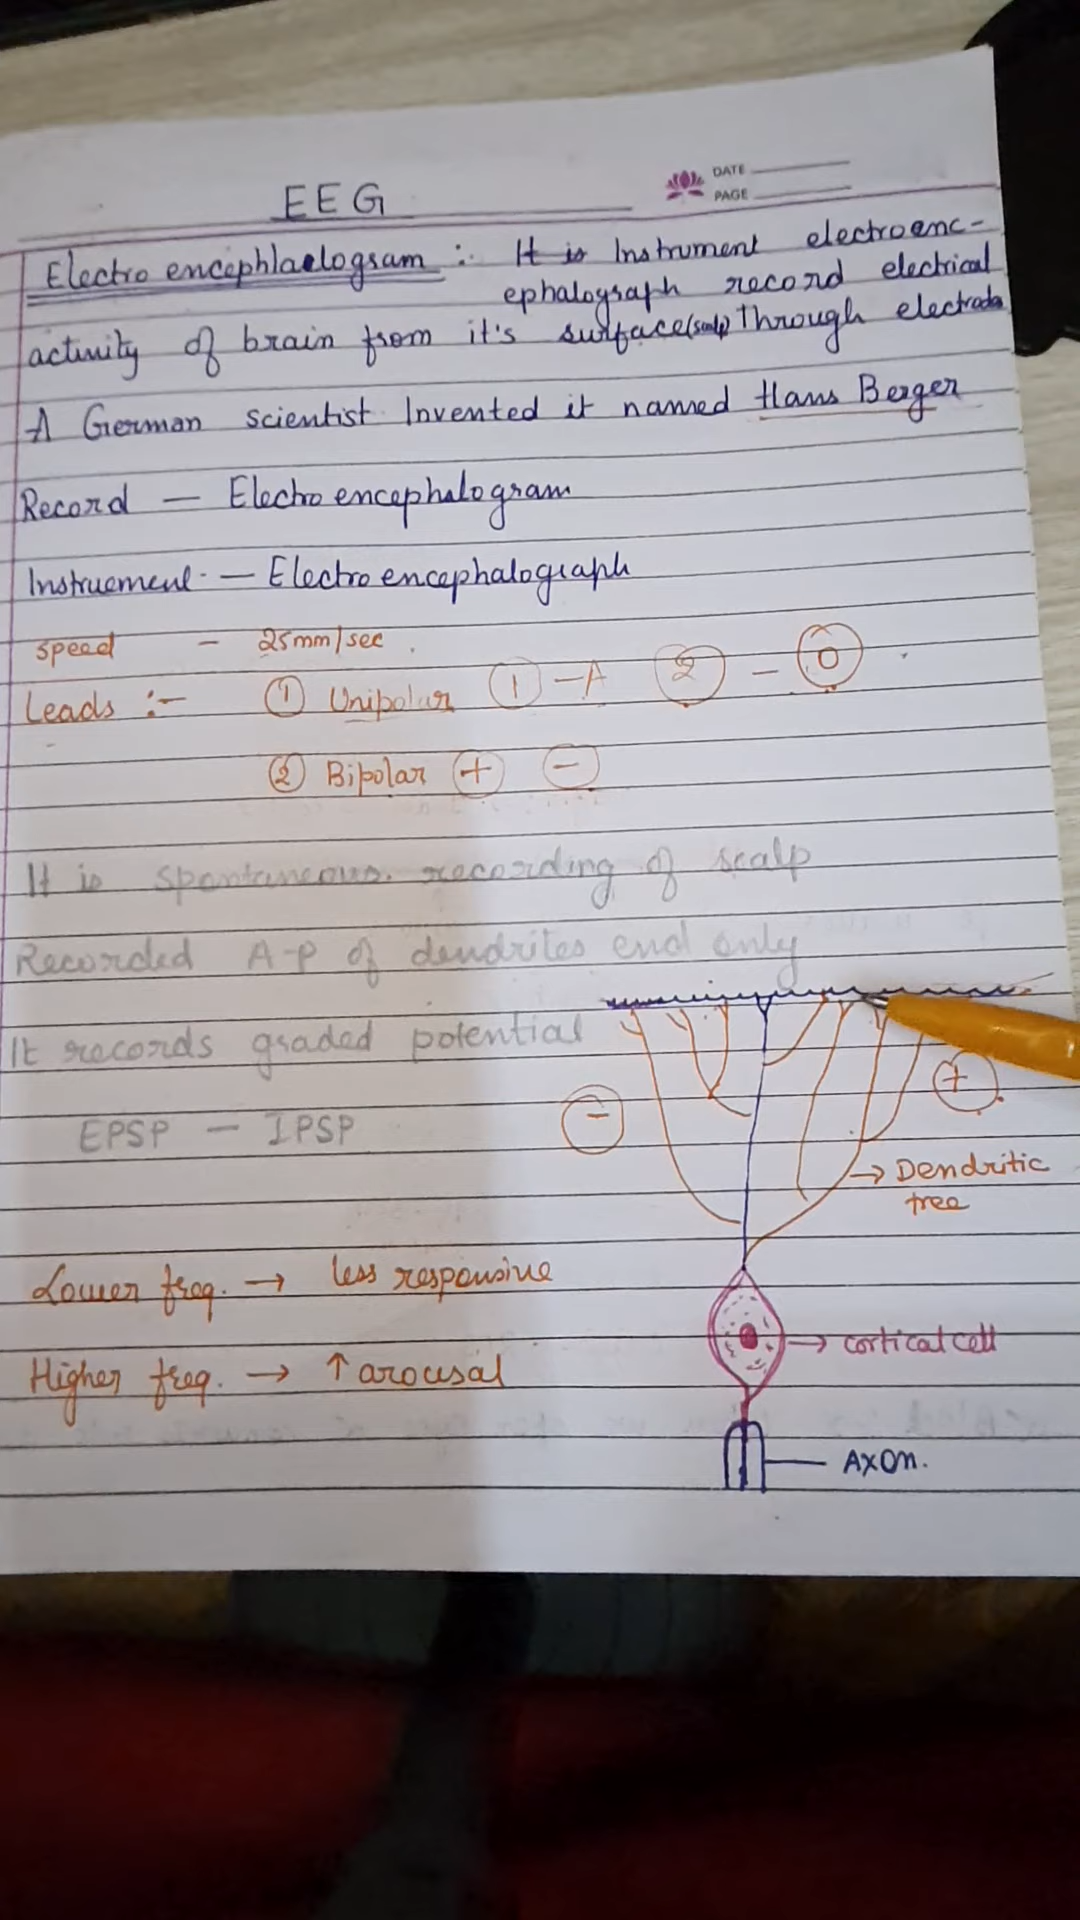 DATE
PAGE
EEG
Electro encephlaelogram : It is Instrument electroenc-
ephalograph record electrical
activity of brain from it's surface(scalp) Through electrode
A German scientist Invented it named Hans Berger
Record — Electro encephalogram
Instruement - — Electro encephalograph
speed - 25mm/sec.
Leads :- ① Unipolar ① - A ② - 0
② Bipolar + -
It is spontaneous. recording of scalp
Recorded A-P of dendrites end only
It records graded potential
EPSP — IPSP
- +
→ Dendritic
tree
Lower freq. → less responsive
→ cortical cell
Higher freq. → ↑ arousal
AXON.